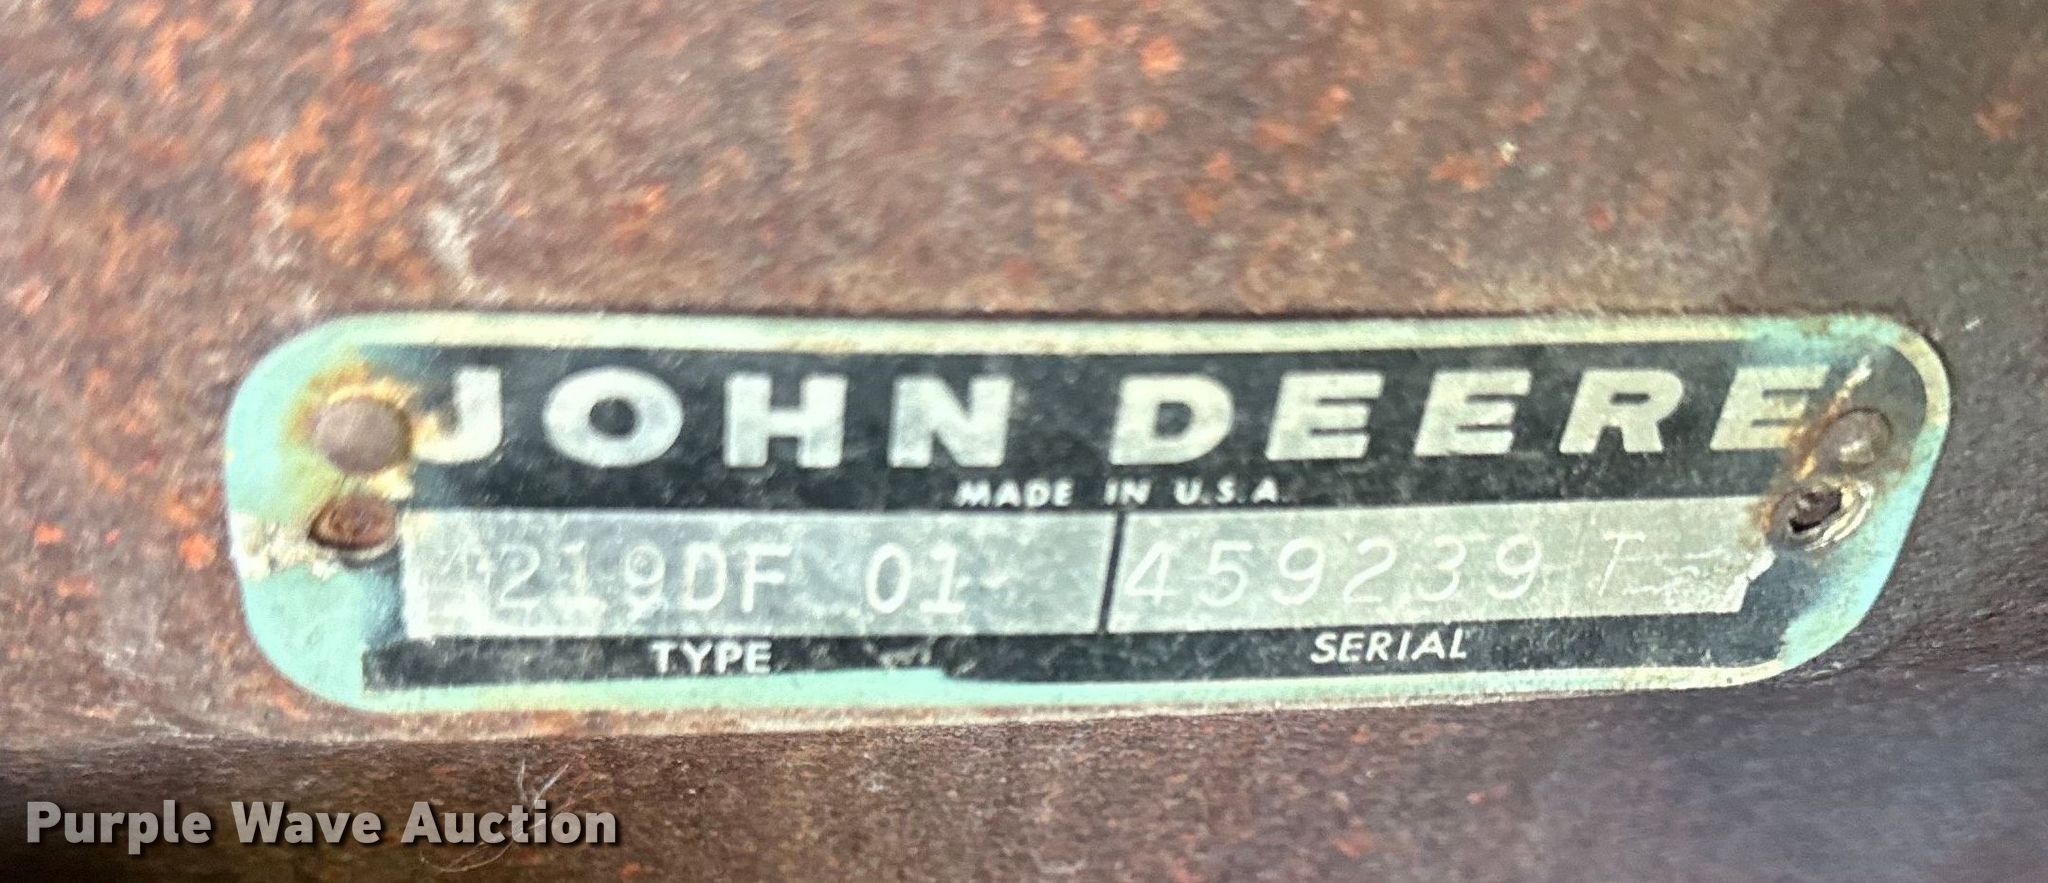 JOHN DEERE
MADE IN U.S.A.
4219DF 01 459239 T
TYPE SERIAL
Purple Wave Auction